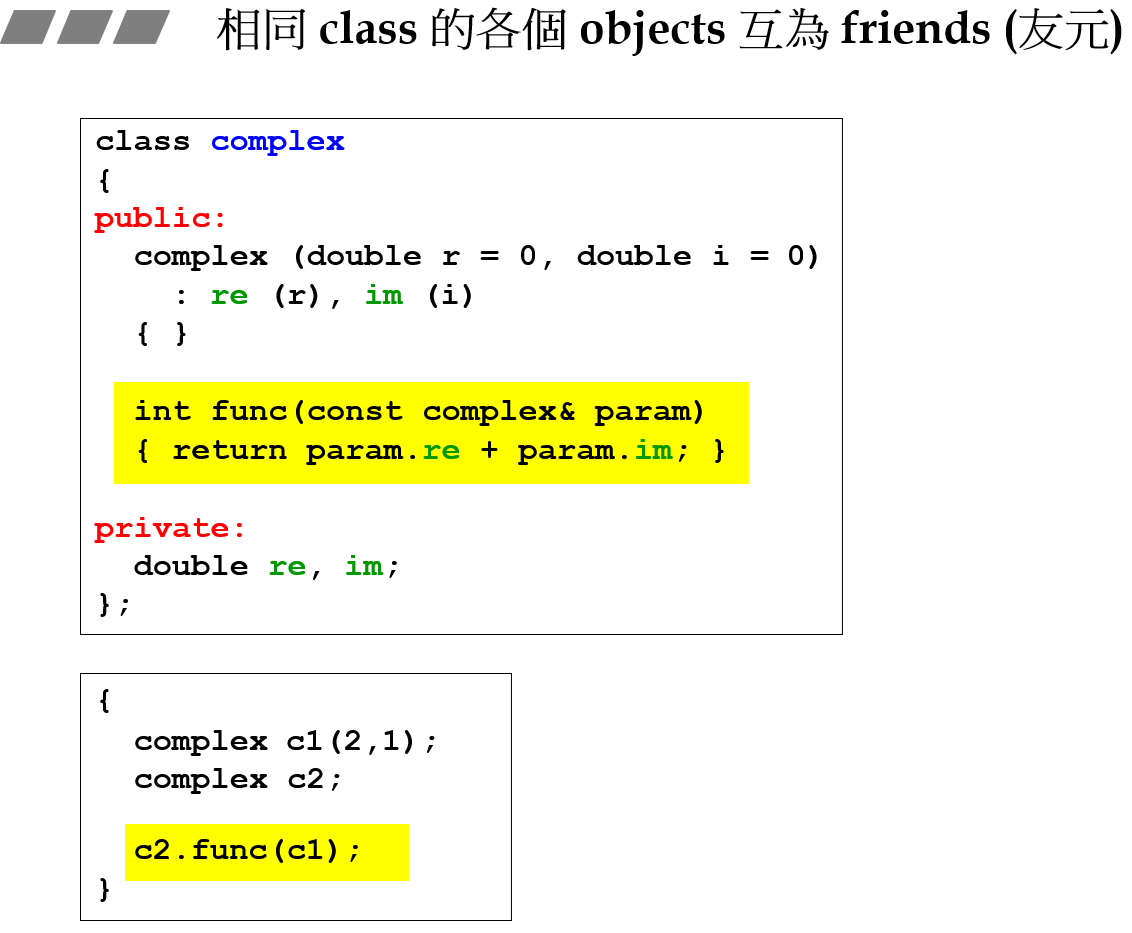 相同 class 的各個 objects 互為 friends (友元)
class complex
{
public:
  complex (double r = 0, double i = 0)
    : re (r), im (i)
  { }
  int func(const complex& param)
  { return param.re + param.im; }
private:
  double re, im;
};
{
  complex c1(2,1);
  complex c2;
  c2.func(c1);
}